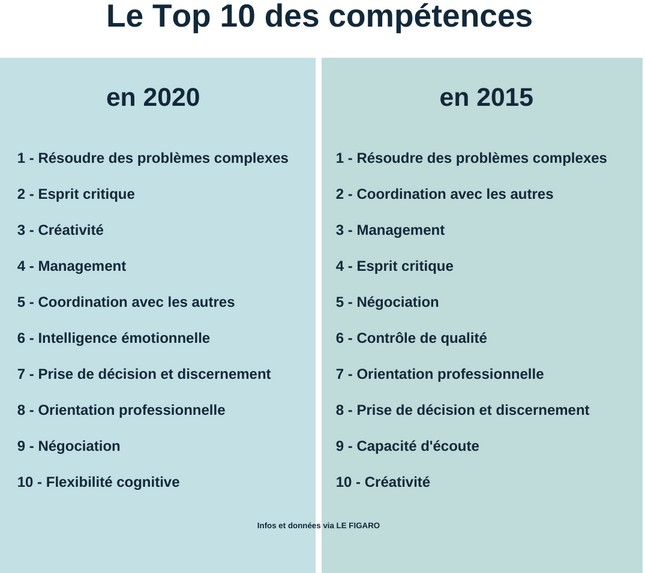 Le Top 10 des compétences
en 2020
1 - Résoudre des problèmes complexes
2 - Esprit critique
3 - Créativité
4 - Management
5 - Coordination avec les autres
6 - Intelligence émotionnelle
7 - Prise de décision et discernement
8 - Orientation professionnelle
9 - Négociation
10 - Flexibilité cognitive
en 2015
1 - Résoudre des problèmes complexes
2 - Coordination avec les autres
3 - Management
4 - Esprit critique
5 - Négociation
6 - Contrôle de qualité
7 - Orientation professionnelle
8 - Prise de décision et discernement
9 - Capacité d'écoute
10 - Créativité
Infos et données via LE FIGARO